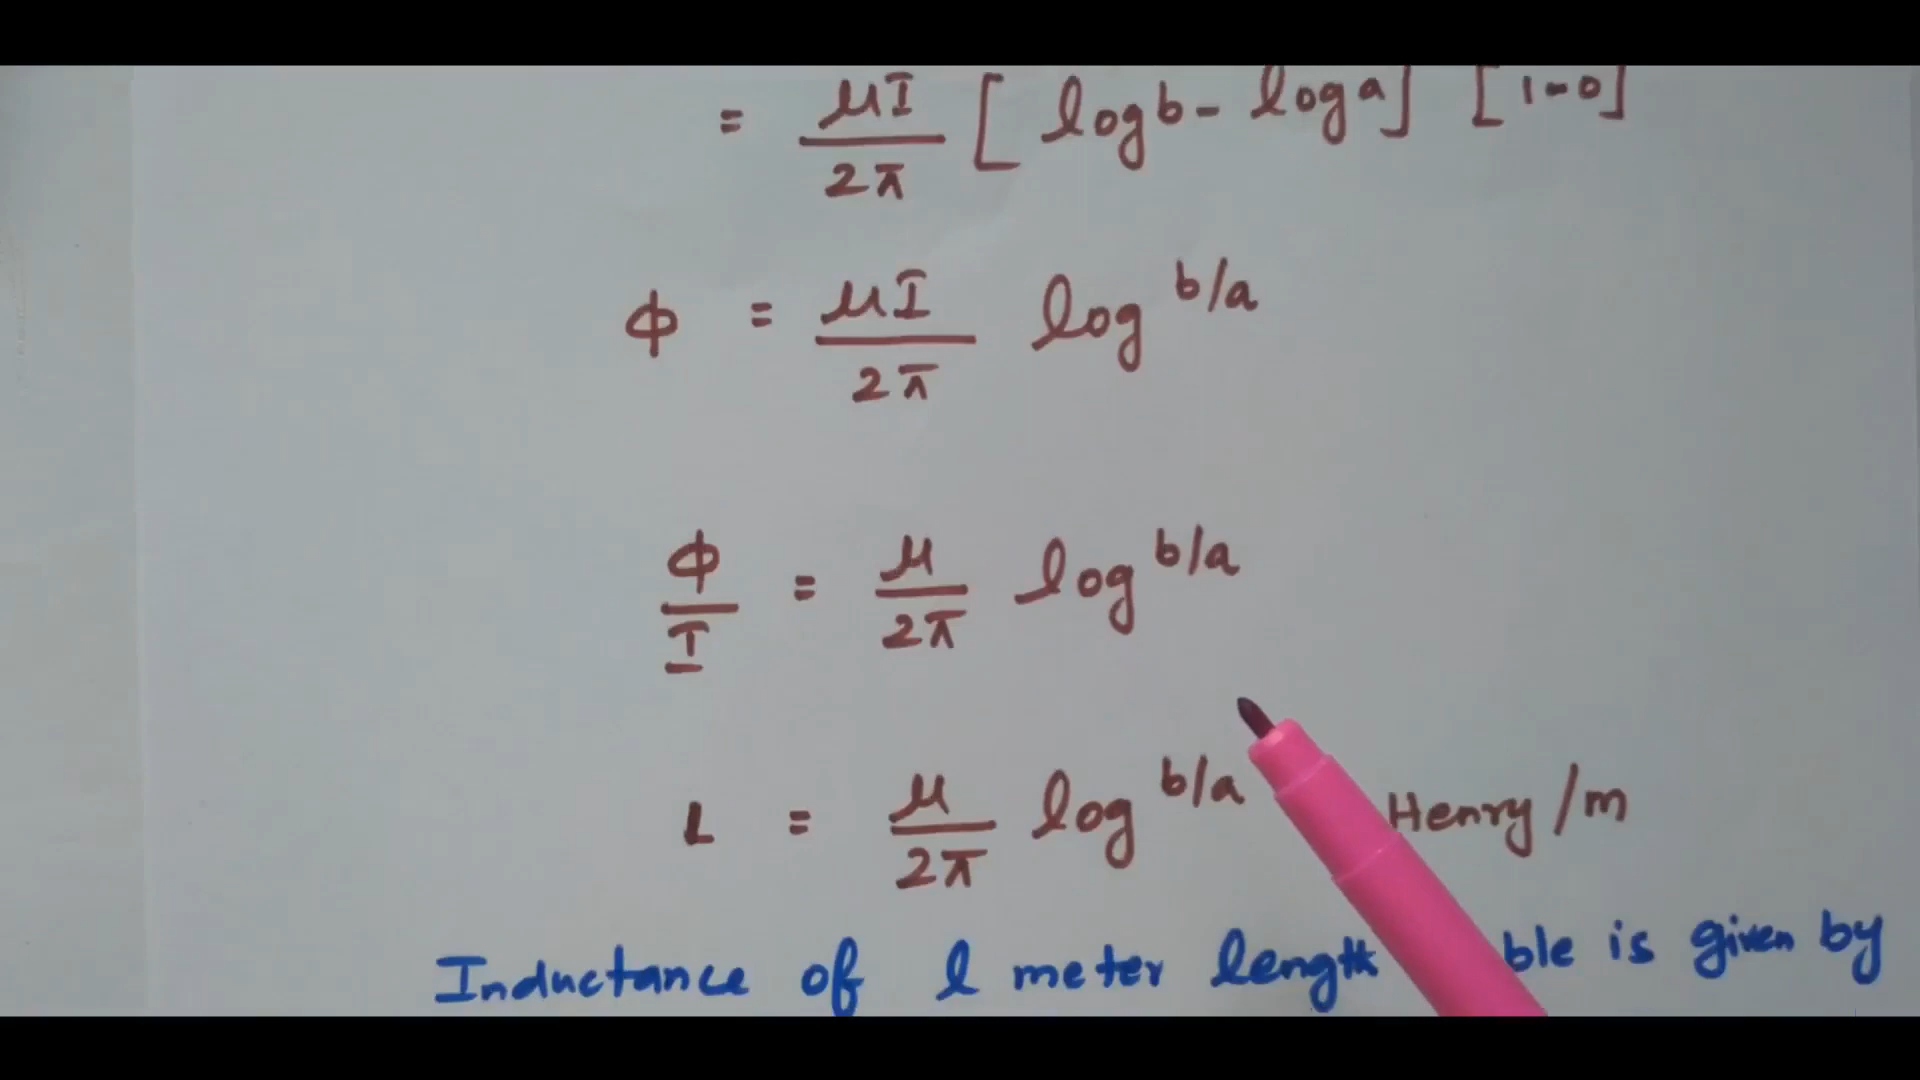 = μI/2π [ log b - log a ] [1-0]
ϕ = μI/2π log b/a
ϕ/I = μ/2π log b/a
L = μ/2π log b/a Henry/m
Inductance of l meter length ble is given by